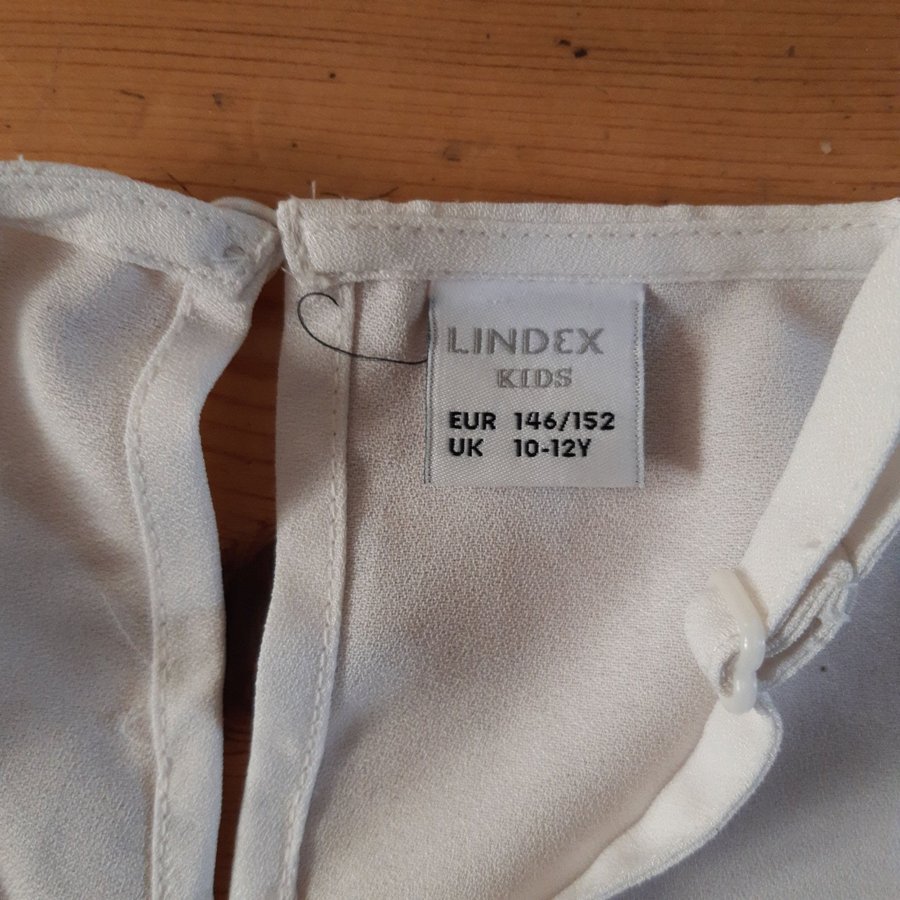 LINDEX
KIDS
EUR 146/152
UK 10-12Y